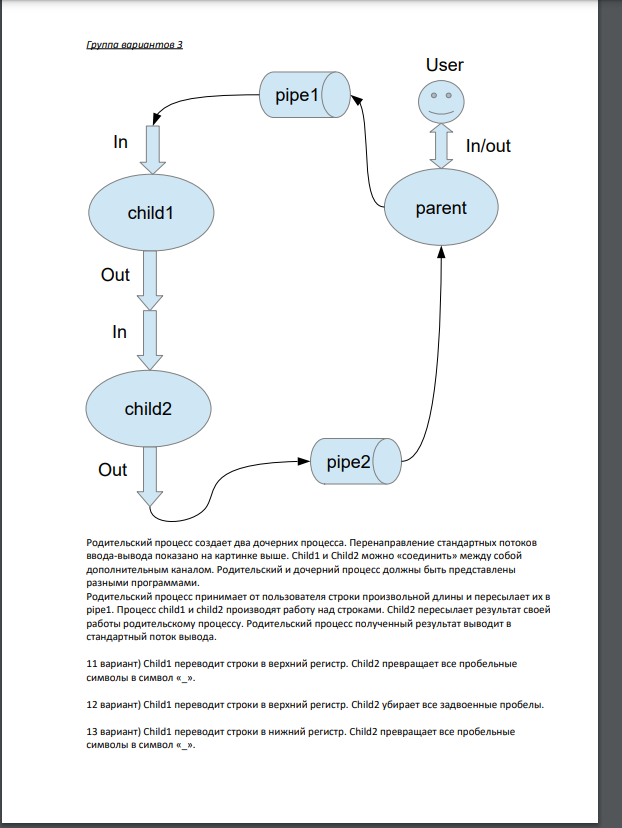 Группа вариантов 3
User
pipe1
In
In/out
child1
parent
Out
In
child2
Out
pipe2
Родительский процесс создает два дочерних процесса. Перенаправление стандартных потоков
ввода-вывода показано на картинке выше. Child1 и Child2 можно «соединить» между собой
дополнительным каналом. Родительский и дочерний процесс должны быть представлены
разными программами.
Родительский процесс принимает от пользователя строки произвольной длины и пересылает их в
pipe1. Процесс child1 и child2 производят работу над строками. Child2 пересылает результат своей
работы родительскому процессу. Родительский процесс полученный результат выводит в
стандартный поток вывода.
11 вариант) Child1 переводит строки в верхний регистр. Child2 превращает все пробельные
символы в символ «_».
12 вариант) Child1 переводит строки в верхний регистр. Child2 убирает все задвоенные пробелы.
13 вариант) Child1 переводит строки в нижний регистр. Child2 превращает все пробельные
символы в символ «_».